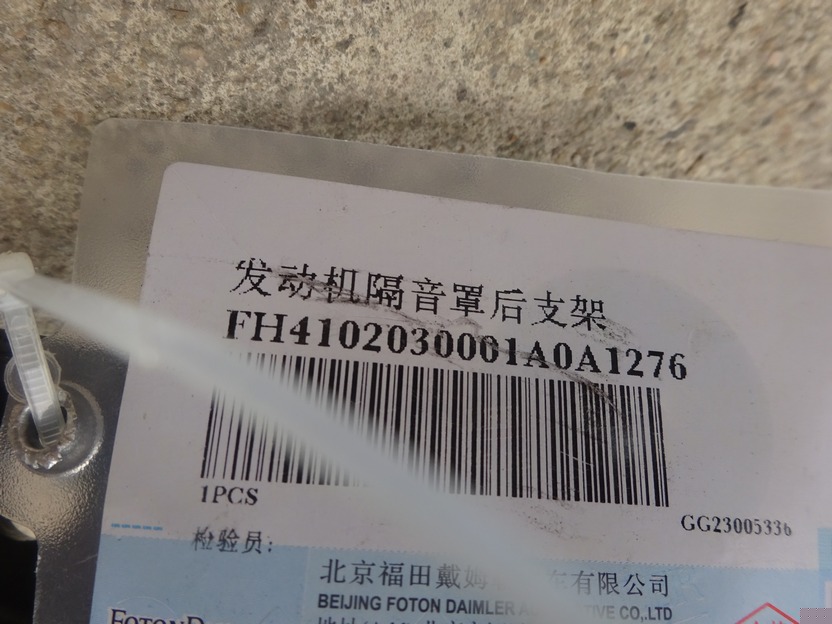 发动机隔音罩后支架
FH4102030001A0A1276
1PCS
GG23005336
检验员:
北京福田戴姆 车有限公司
BEIJING FOTON DAIMLER CO.,LTD